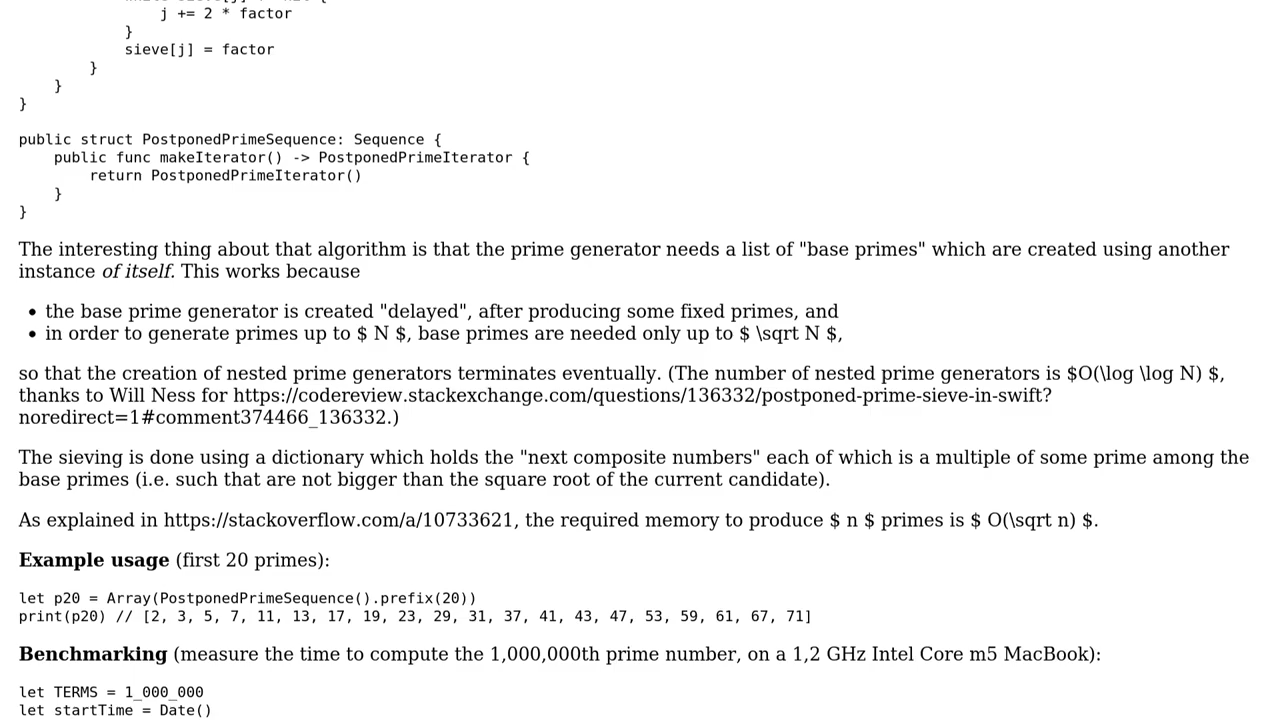 j += 2 * factor
}
sieve[j] = factor
}
}
}
public struct PostponedPrimeSequence: Sequence {
public func makeIterator() -> PostponedPrimeIterator {
return PostponedPrimeIterator()
}
}
The interesting thing about that algorithm is that the prime generator needs a list of "base primes" which are created using another
instance of itself. This works because
• the base prime generator is created "delayed", after producing some fixed primes, and
• in order to generate primes up to $ N $, base primes are needed only up to $ \sqrt N $,
so that the creation of nested prime generators terminates eventually. (The number of nested prime generators is $O(\log \log N) $,
thanks to Will Ness for https://codereview.stackexchange.com/questions/136332/postponed-prime-sieve-in-swift?
noredirect=1#comment374466_136332.)
The sieving is done using a dictionary which holds the "next composite numbers" each of which is a multiple of some prime among the
base primes (i.e. such that are not bigger than the square root of the current candidate).
As explained in https://stackoverflow.com/a/10733621, the required memory to produce $ n $ primes is $ O(\sqrt n) $.
Example usage (first 20 primes):
let p20 = Array(PostponedPrimeSequence().prefix(20))
print(p20) // [2, 3, 5, 7, 11, 13, 17, 19, 23, 29, 31, 37, 41, 43, 47, 53, 59, 61, 67, 71]
Benchmarking (measure the time to compute the 1,000,000th prime number, on a 1,2 GHz Intel Core m5 MacBook):
let TERMS = 1_000_000
let startTime = Date()